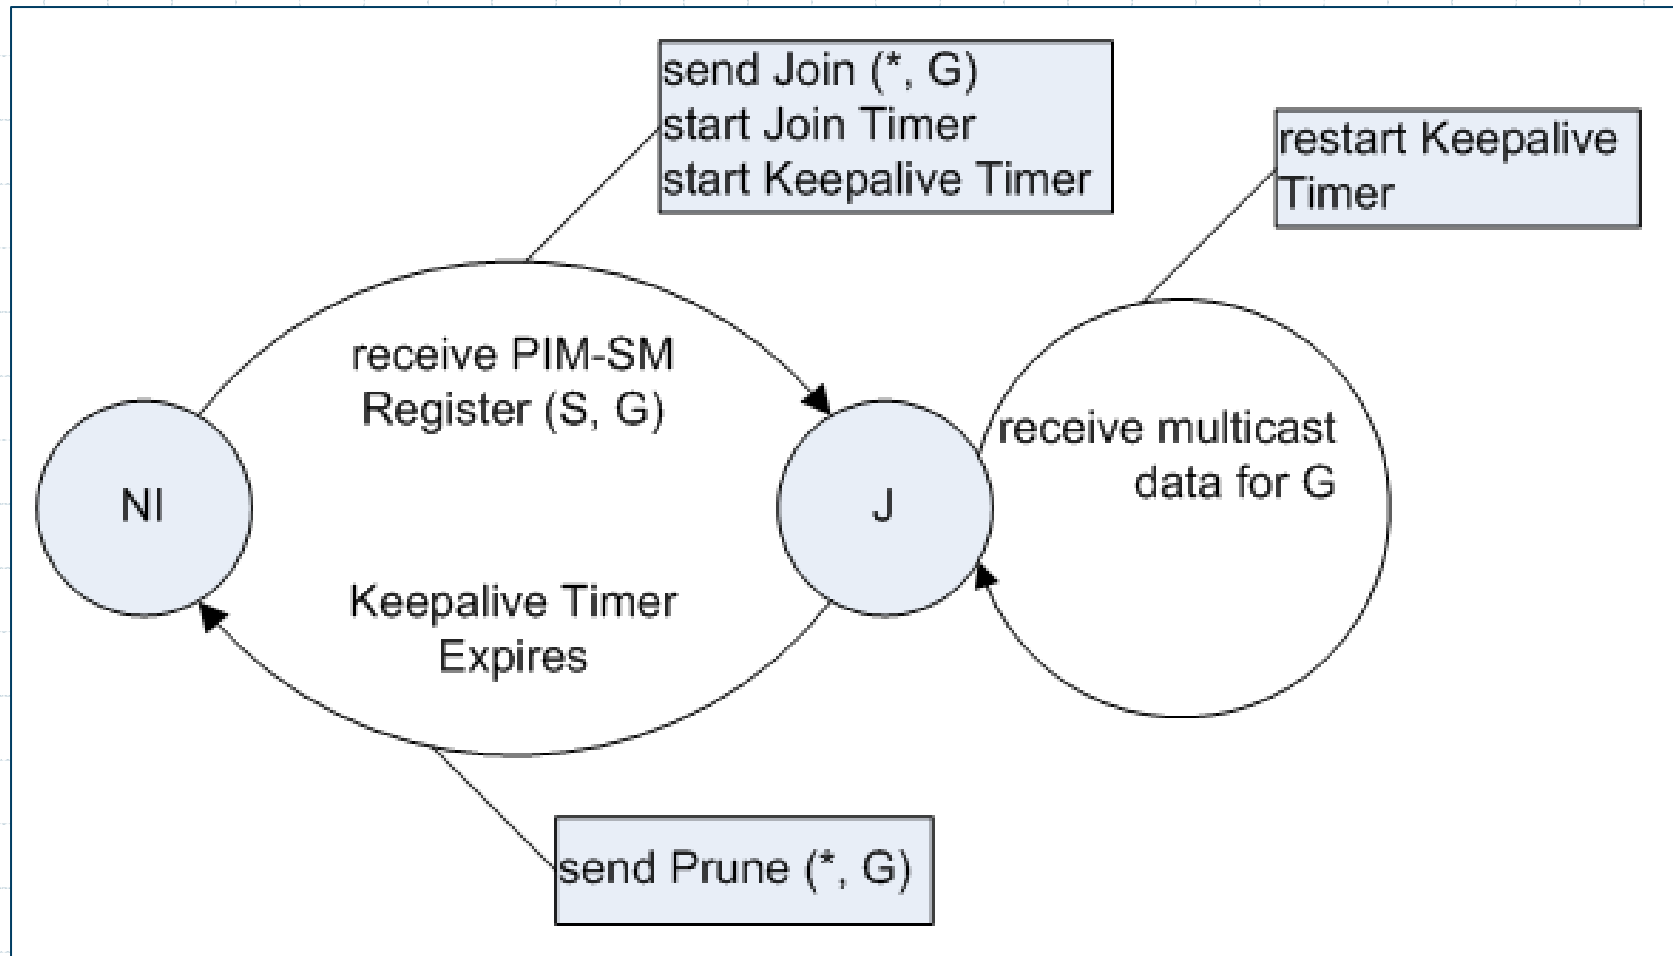 send Join (*, G)
start Join Timer
start Keepalive Timer
restart Keepalive
Timer
receive PIM-SM
Register (S, G)
receive multicast
data for G
NI
J
Keepalive Timer
Expires
send Prune (*, G)